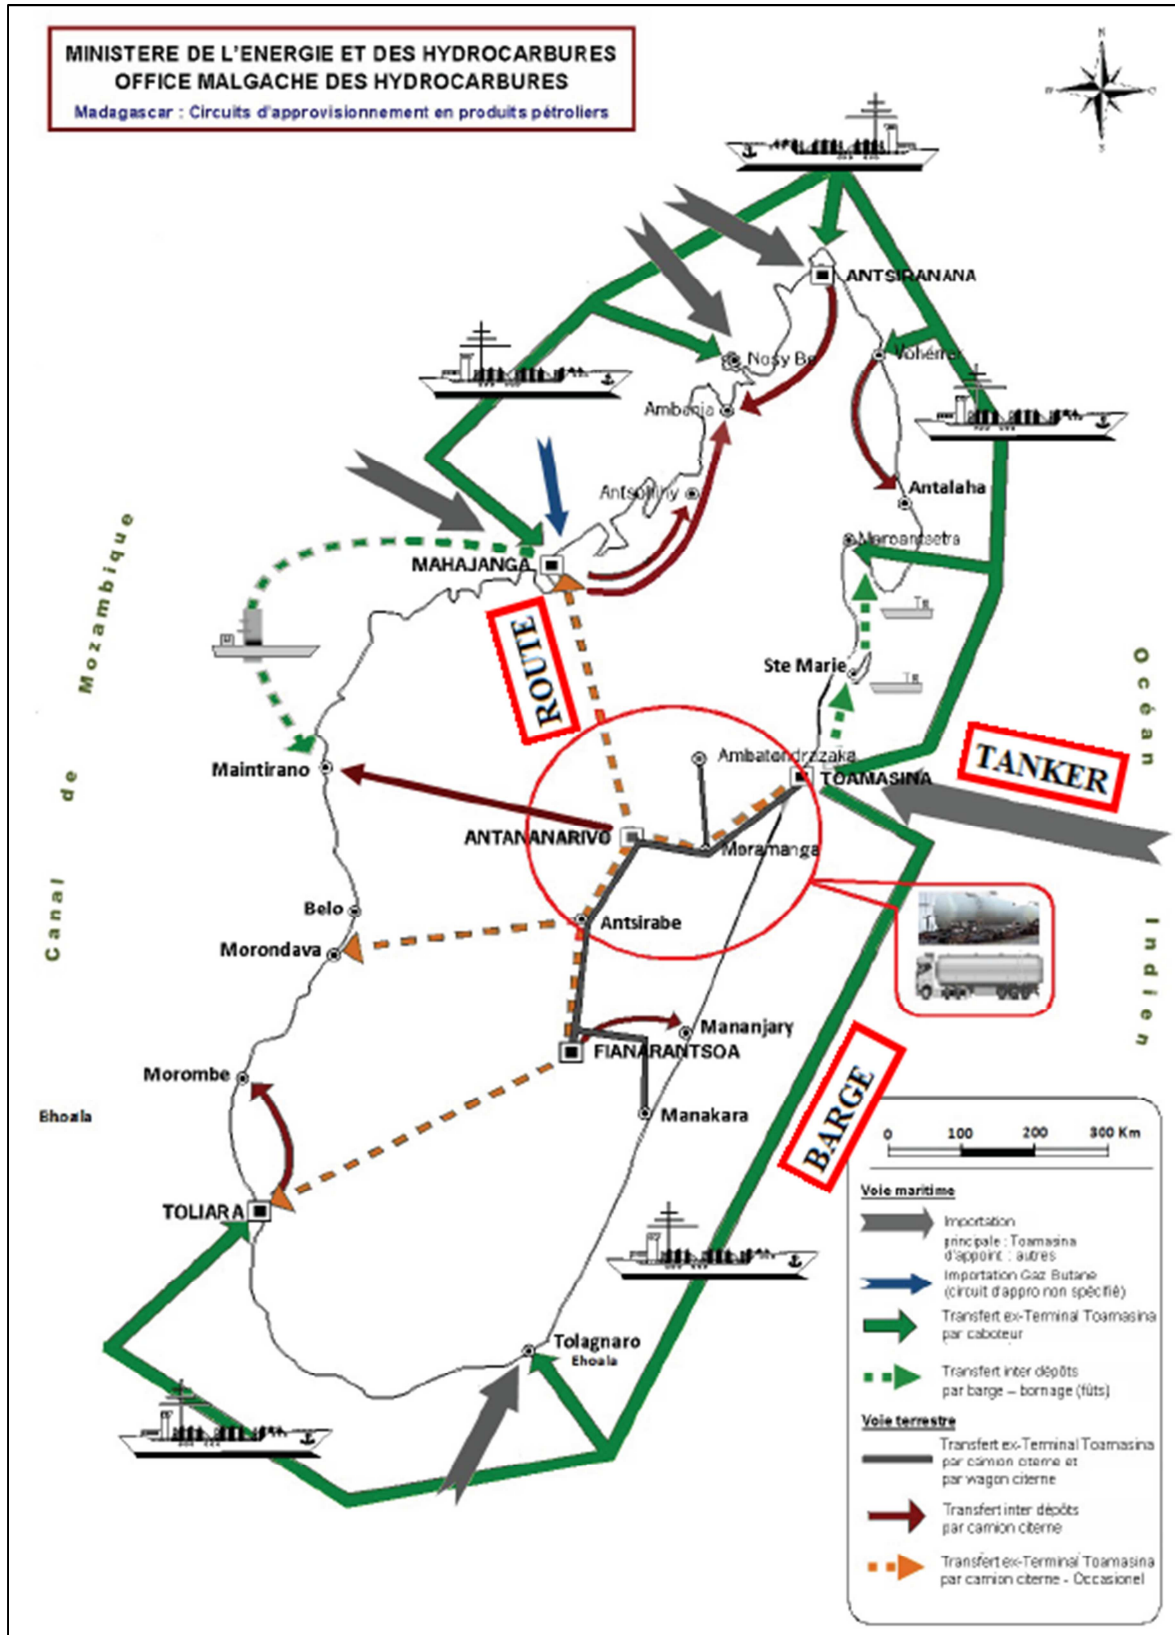 MINISTERE DE L'ENERGIE ET DES HYDROCARBURES
OFFICE MALGACHE DES HYDROCARBURES
Madagascar : Circuits d'approvisionnement en produits pétroliers
N
S
ANTSIRANANA
Nosy Be
Ambanja
Antalaha
Maroantsetra
MAHAJANGA
Canal de Mozambique
ROUTE
Ste Marie
Océan Indien
TANKER
Ambatondrazaka
TOAMASINA
Maintirano
ANTANANARIVO
Moramanga
Belo
Antsirabe
Morondava
Mananjary
FIANARANTSOA
Morombe
Manakara
BARGE
TOLIARA
Tolagnaro
Ehoala
0 100 200 300 Km
Voie maritime
Importation
principale : Toamasina
d'appoint : autres
Importation Gaz Butane
(circuit d'appro non spécifié)
Transfert ex-Terminal Toamasina
par caboteur
Transfert inter dépôts
par barge – bornage (fûts)
Voie terrestre
Transfert ex-Terminal Toamasina
par camion citerne et
par wagon citerne
Transfert inter dépôts
par camion citerne
Transfert ex-Terminal Toamasina
par camion citerne - Occasionel